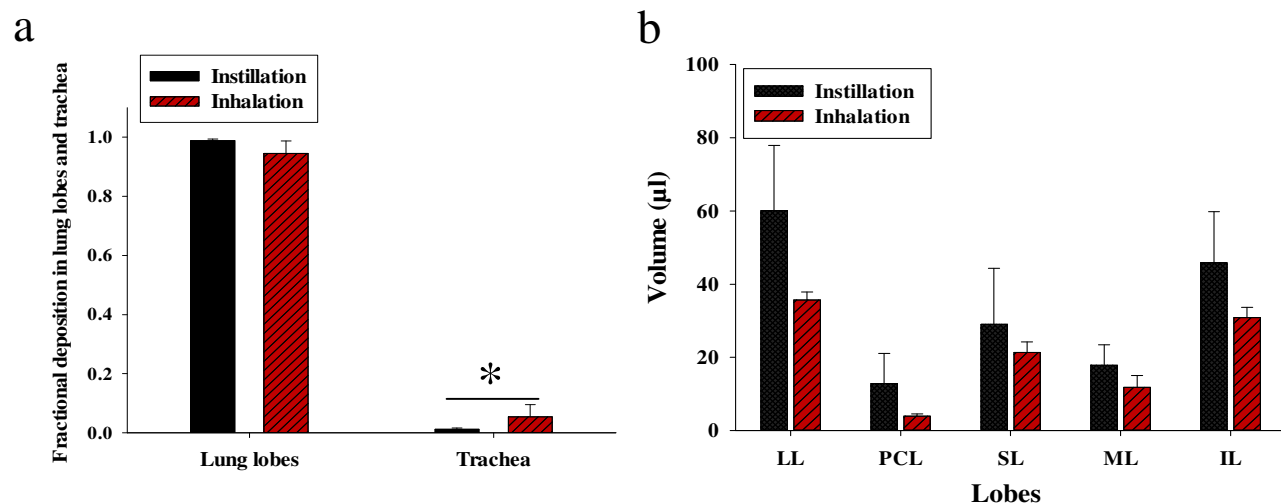 a
Fractional deposition in lung lobes and trachea
Instillation
Inhalation
1.0
0.8
0.6
0.4
0.2
0.0
*
Lung lobes
Trachea
b
Volume (µl)
Instillation
Inhalation
100
80
60
40
20
0
LL PCL SL ML IL
Lobes